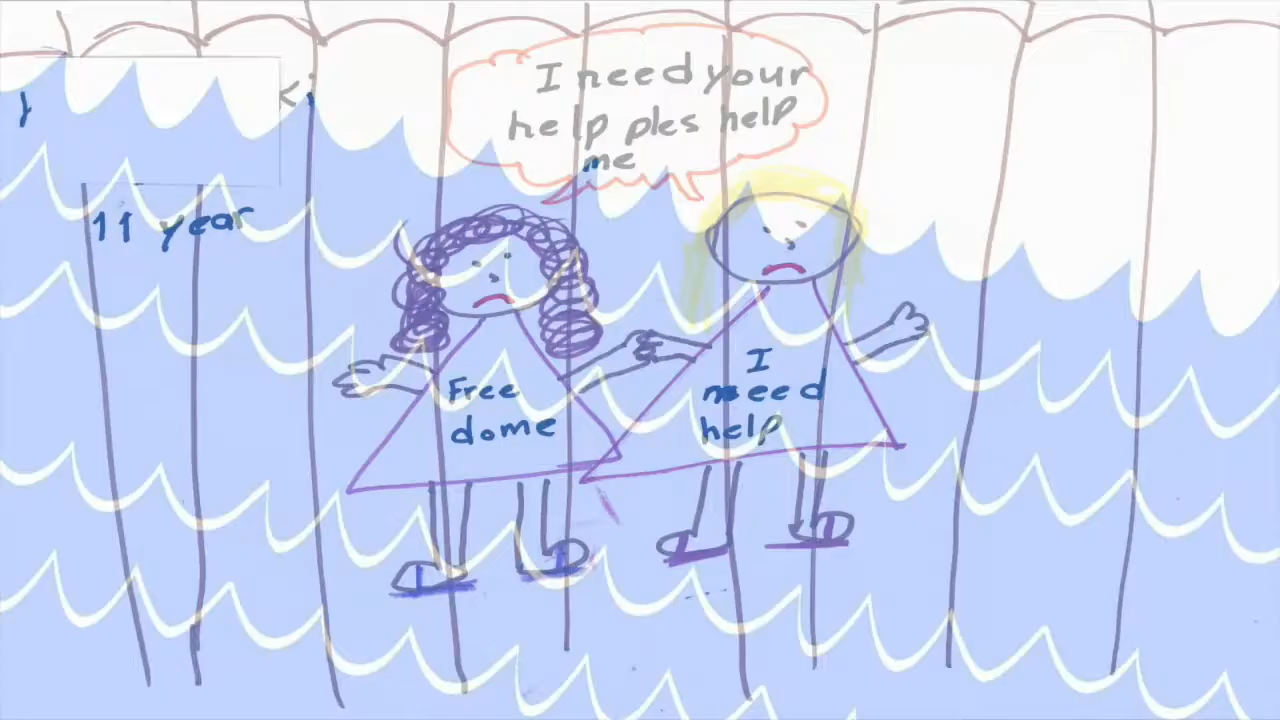 I need your
help ples help
me
11 year
Free
dome
I
need
help